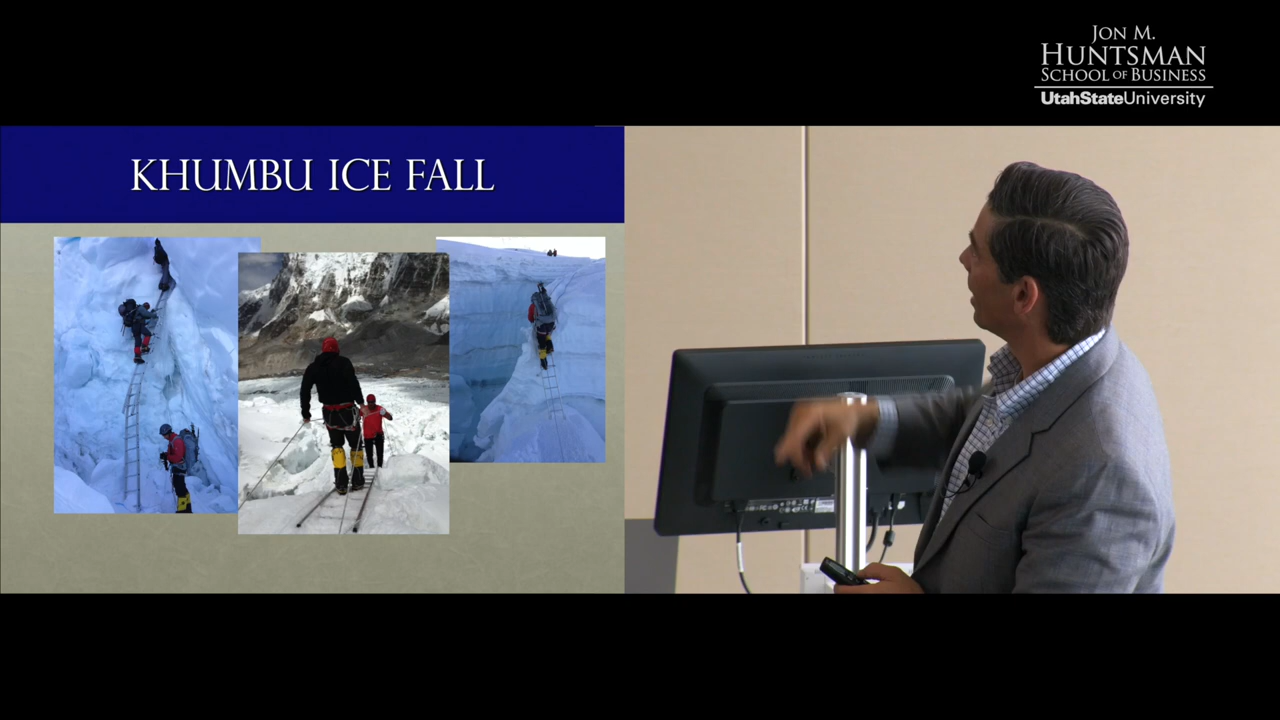 JON M.
HUNTSMAN
SCHOOL OF BUSINESS
UtahStateUniversity
KHUMBU ICE FALL